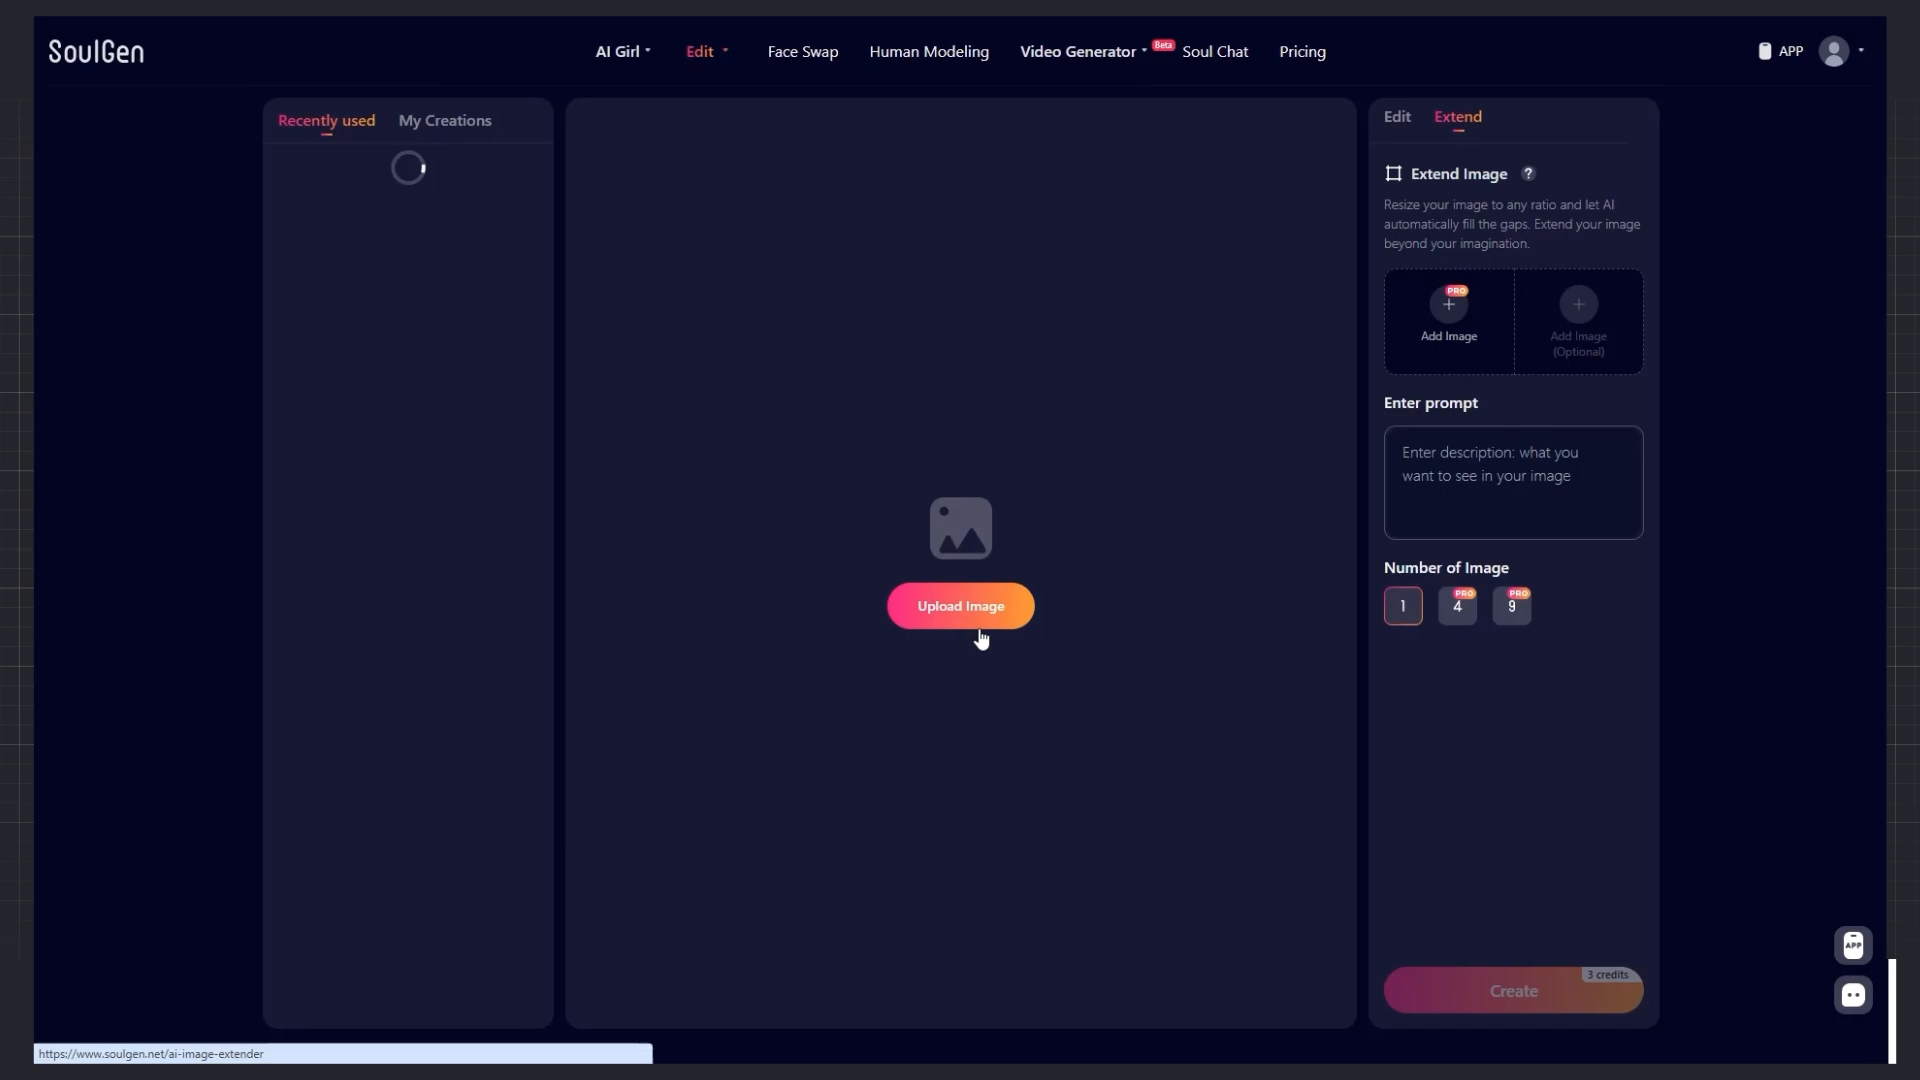 SoulGen
AI Girl
Edit
Face Swap
Human Modeling
Video Generator
Beta
Soul Chat
Pricing
APP
Recently used
My Creations
Upload Image
Edit
Extend
Extend Image
?
Resize your image to any ratio and let AI
automatically fill the gaps. Extend your image
beyond your imagination.
PRO
Add Image
Add Image
(Optional)
Enter prompt
Enter description: what you
want to see in your image
Number of Image
1
PRO
4
PRO
9
APP
3 credits
Create
https://www.soulgen.net/ai-image-extender